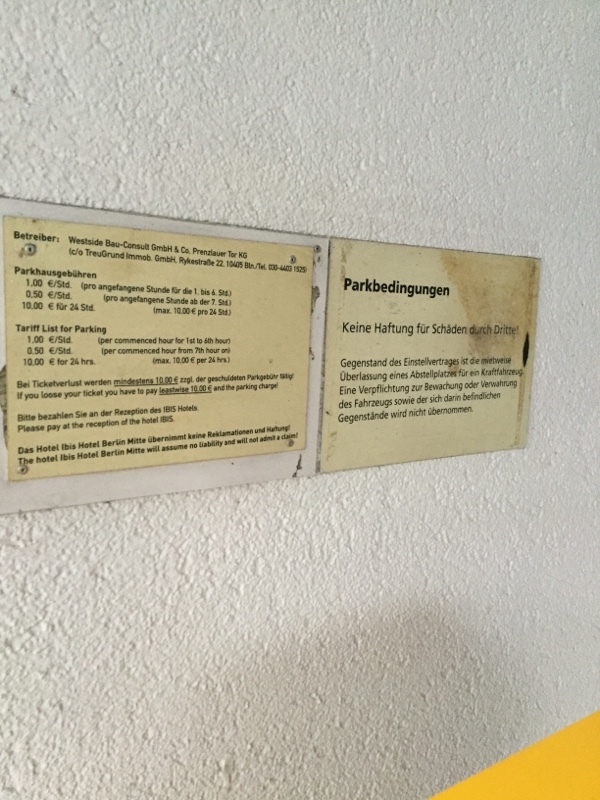 Betreiber: Westside Bau-Consult GmbH & Co. Prenzlauer Tor KG
(c/o TreuGrund Immob. GmbH, Rykestraße 22, 10405 Bln./Tel. 030-4403 1525)
Parkhausgebühren
1,00 €/Std. (pro angefangene Stunde für die 1. bis 6. Std.)
0,50 €/Std. (pro angefangene Stunde ab der 7. Std.)
10,00 € für 24 Std. (max. 10,00 € pro 24 Std.)
Tariff List for Parking
1,00 €/Std. (per commenced hour for 1st to 6th hour)
0,50 €/Std. (per commenced hour from 7th hour on)
10,00 € for 24 hrs. (max. 10,00 € per 24 hrs.)
Bei Ticketverlust werden mindestens 10,00 € zzgl. der geschuldeten Parkgebühr fällig!
If you loose your ticket you have to pay leastwise 10,00 € and the parking charge!
Bitte bezahlen Sie an der Rezeption des IBIS Hotels.
Please pay at the reception of the hotel IBIS.
Das Hotel Ibis Hotel Berlin Mitte übernimmt keine Reklamationen und Haftung!
The hotel Ibis Hotel Berlin Mitte will assume no liability and will not admit a claim!
Parkbedingungen
Keine Haftung für Schäden durch Dritte!
Gegenstand des Einstellvertrages ist die mietweise
Überlassung eines Abstellplatzes für ein Kraftfahrzeug.
Eine Verpflichtung zur Bewachung oder Verwahrung
des Fahrzeugs sowie der sich darin befindlichen
Gegenstände wird nicht übernommen.